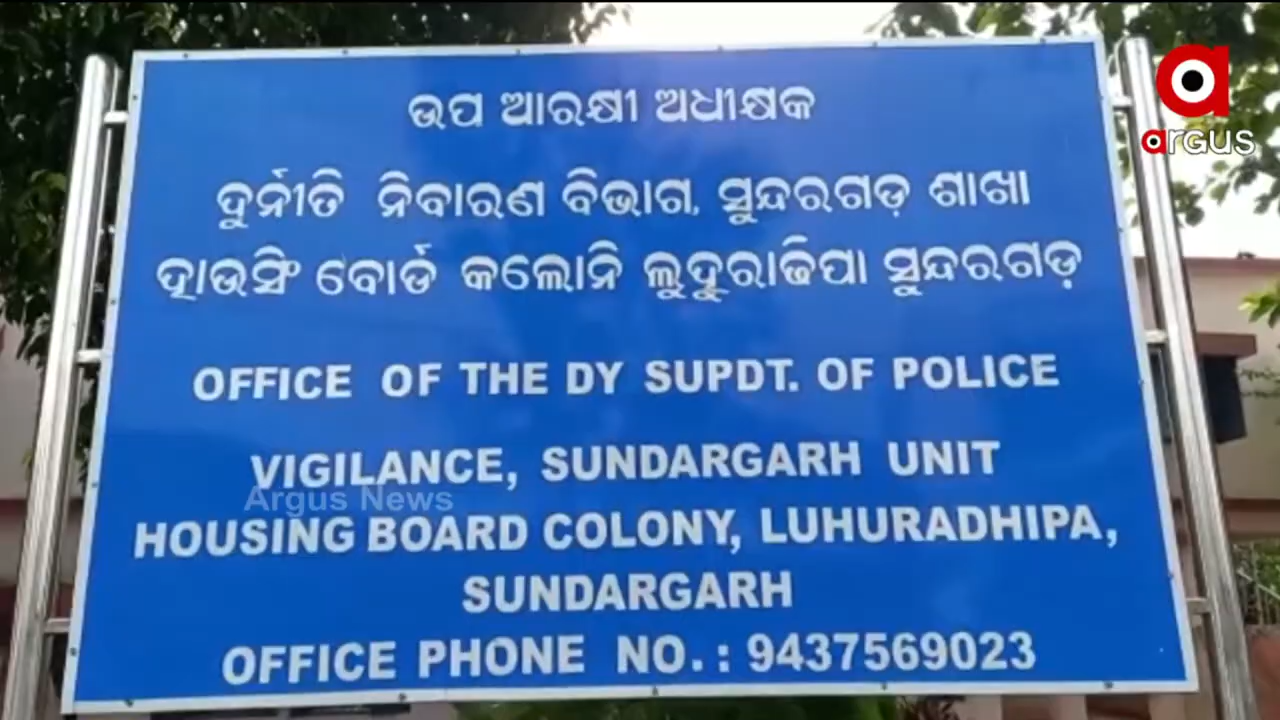 ଉପ ଆରକ୍ଷୀ ଅଧୀକ୍ଷକ
ଦୁର୍ନୀତି ନିବାରଣ ବିଭାଗ, ସୁନ୍ଦରଗଡ଼ ଶାଖା
ହାଉସିଂ ବୋର୍ଡ କଲୋନି ଲୁହୁରାଢିପା ସୁନ୍ଦରଗଡ଼
OFFICE OF THE DY SUPDT. OF POLICE
VIGILANCE, SUNDARGARH UNIT
Argus News
HOUSING BOARD COLONY, LUHURADHIPA,
SUNDARGARH
OFFICE PHONE NO. : 9437569023
a
argus